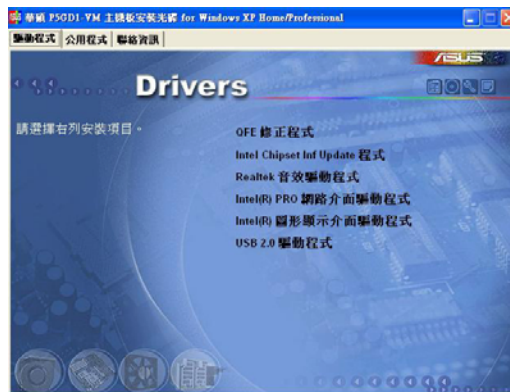 華碩 P5GD1-VM 主機板安裝光碟 for Windows XP Home/Professional
驅動程式 公用程式 聯絡資訊
ASUS
Drivers
請選擇右列安裝項目。
QFE 修正程式
Intel Chipset Inf Update 程式
Realtek 音效驅動程式
Intel(R) PRO 網路介面驅動程式
Intel(R) 圖形顯示介面驅動程式
USB 2.0 驅動程式